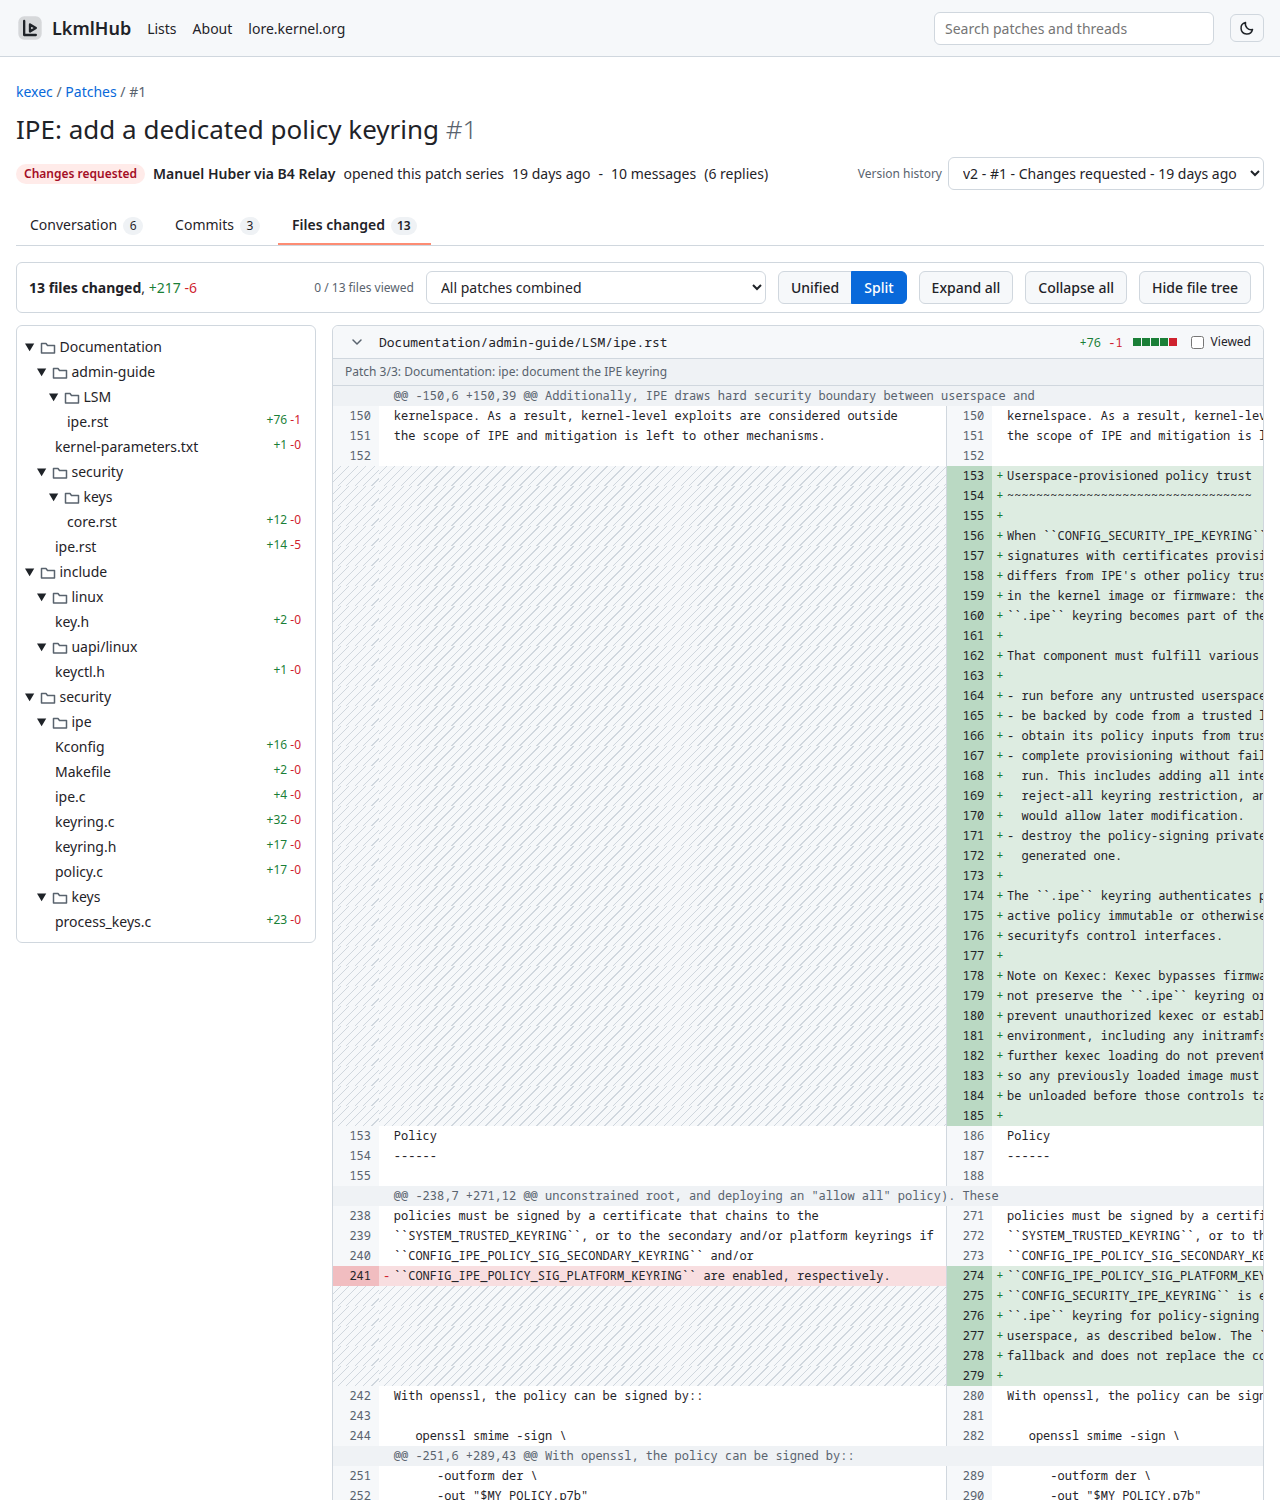 LkmlHub Lists About lore.kernel.org Search patches and threads
kexec / Patches / #1
IPE: add a dedicated policy keyring #1
Changes requested Manuel Huber via B4 Relay opened this patch series 19 days ago - 10 messages (6 replies) Version history v2 - #1 - Changes requested - 19 days ago
Conversation 6 Commits 3 Files changed 13
13 files changed, +217 -6 0 / 13 files viewed All patches combined Unified Split Expand all Collapse all Hide file tree
Documentation
admin-guide
LSM
ipe.rst +76 -1
kernel-parameters.txt +1 -0
security
keys
core.rst +12 -0
ipe.rst +14 -5
include
linux
key.h +2 -0
uapi/linux
keyctl.h +1 -0
security
ipe
Kconfig +16 -0
Makefile +2 -0
ipe.c +4 -0
keyring.c +32 -0
keyring.h +17 -0
policy.c +17 -0
keys
process_keys.c +23 -0
Documentation/admin-guide/LSM/ipe.rst +76 -1 Viewed
Patch 3/3: Documentation: ipe: document the IPE keyring
@@ -150,6 +150,39 @@ Additionally, IPE draws hard security boundary between userspace and
150 kernelspace. As a result, kernel-level exploits are considered outside 150 kernelspace. As a result, kernel-lev
151 the scope of IPE and mitigation is left to other mechanisms. 151 the scope of IPE and mitigation is l
152 152
153 + Userspace-provisioned policy trust
154 + ~~~~~~~~~~~~~~~~~~~~~~~~~~~~~~~~~~
155 +
156 + When ``CONFIG_SECURITY_IPE_KEYRING``
157 + signatures with certificates provisi
158 + differs from IPE's other policy trus
159 + in the kernel image or firmware: the
160 + ``.ipe`` keyring becomes part of the
161 +
162 + That component must fulfill various
163 +
164 + - run before any untrusted userspace
165 + - be backed by code from a trusted l
166 + - obtain its policy inputs from trus
167 + - complete provisioning without fail
168 + run. This includes adding all inte
169 + reject-all keyring restriction, an
170 + would allow later modification.
171 + - destroy the policy-signing private
172 + generated one.
173 +
174 + The ``.ipe`` keyring authenticates p
175 + active policy immutable or otherwise
176 + securityfs control interfaces.
177 +
178 + Note on Kexec: Kexec bypasses firmwa
179 + not preserve the ``.ipe`` keyring or
180 + prevent unauthorized kexec or establ
181 + environment, including any initramfs
182 + further kexec loading do not prevent
183 + so any previously loaded image must
184 + be unloaded before those controls ta
185 +
153 Policy 186 Policy
154 ------ 187 ------
155 188
@@ -238,7 +271,12 @@ unconstrained root, and deploying an "allow all" policy). These
238 policies must be signed by a certificate that chains to the 271 policies must be signed by a certifi
239 ``SYSTEM_TRUSTED_KEYRING``, or to the secondary and/or platform keyrings if 272 ``SYSTEM_TRUSTED_KEYRING``, or to th
240 ``CONFIG_IPE_POLICY_SIG_SECONDARY_KEYRING`` and/or 273 ``CONFIG_IPE_POLICY_SIG_SECONDARY_KE
241 - ``CONFIG_IPE_POLICY_SIG_PLATFORM_KEYRING`` are enabled, respectively. 274 + ``CONFIG_IPE_POLICY_SIG_PLATFORM_KEY
275 + ``CONFIG_SECURITY_IPE_KEYRING`` is e
276 + ``.ipe`` keyring for policy-signing
277 + userspace, as described below. The `
278 + fallback and does not replace the co
279 +
242 With openssl, the policy can be signed by:: 280 With openssl, the policy can be sign
243 281
244 openssl smime -sign \ 282 openssl smime -sign \
@@ -251,6 +289,43 @@ With openssl, the policy can be signed by::
251 -outform der \ 289 -outform der \
252 -out "$MY_POLICY.p7b" 290 -out "$MY_POLICY.p7b"